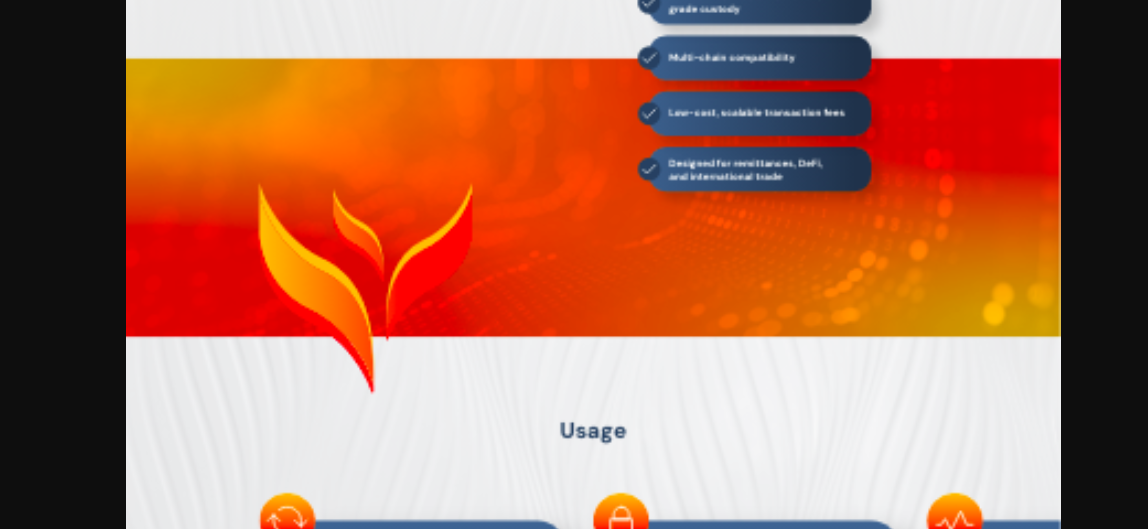 grade custody
Multi-chain compatibility
Low-cost, scalable transaction fees
Designed for remittances, DeFi,
and international trade
Usage